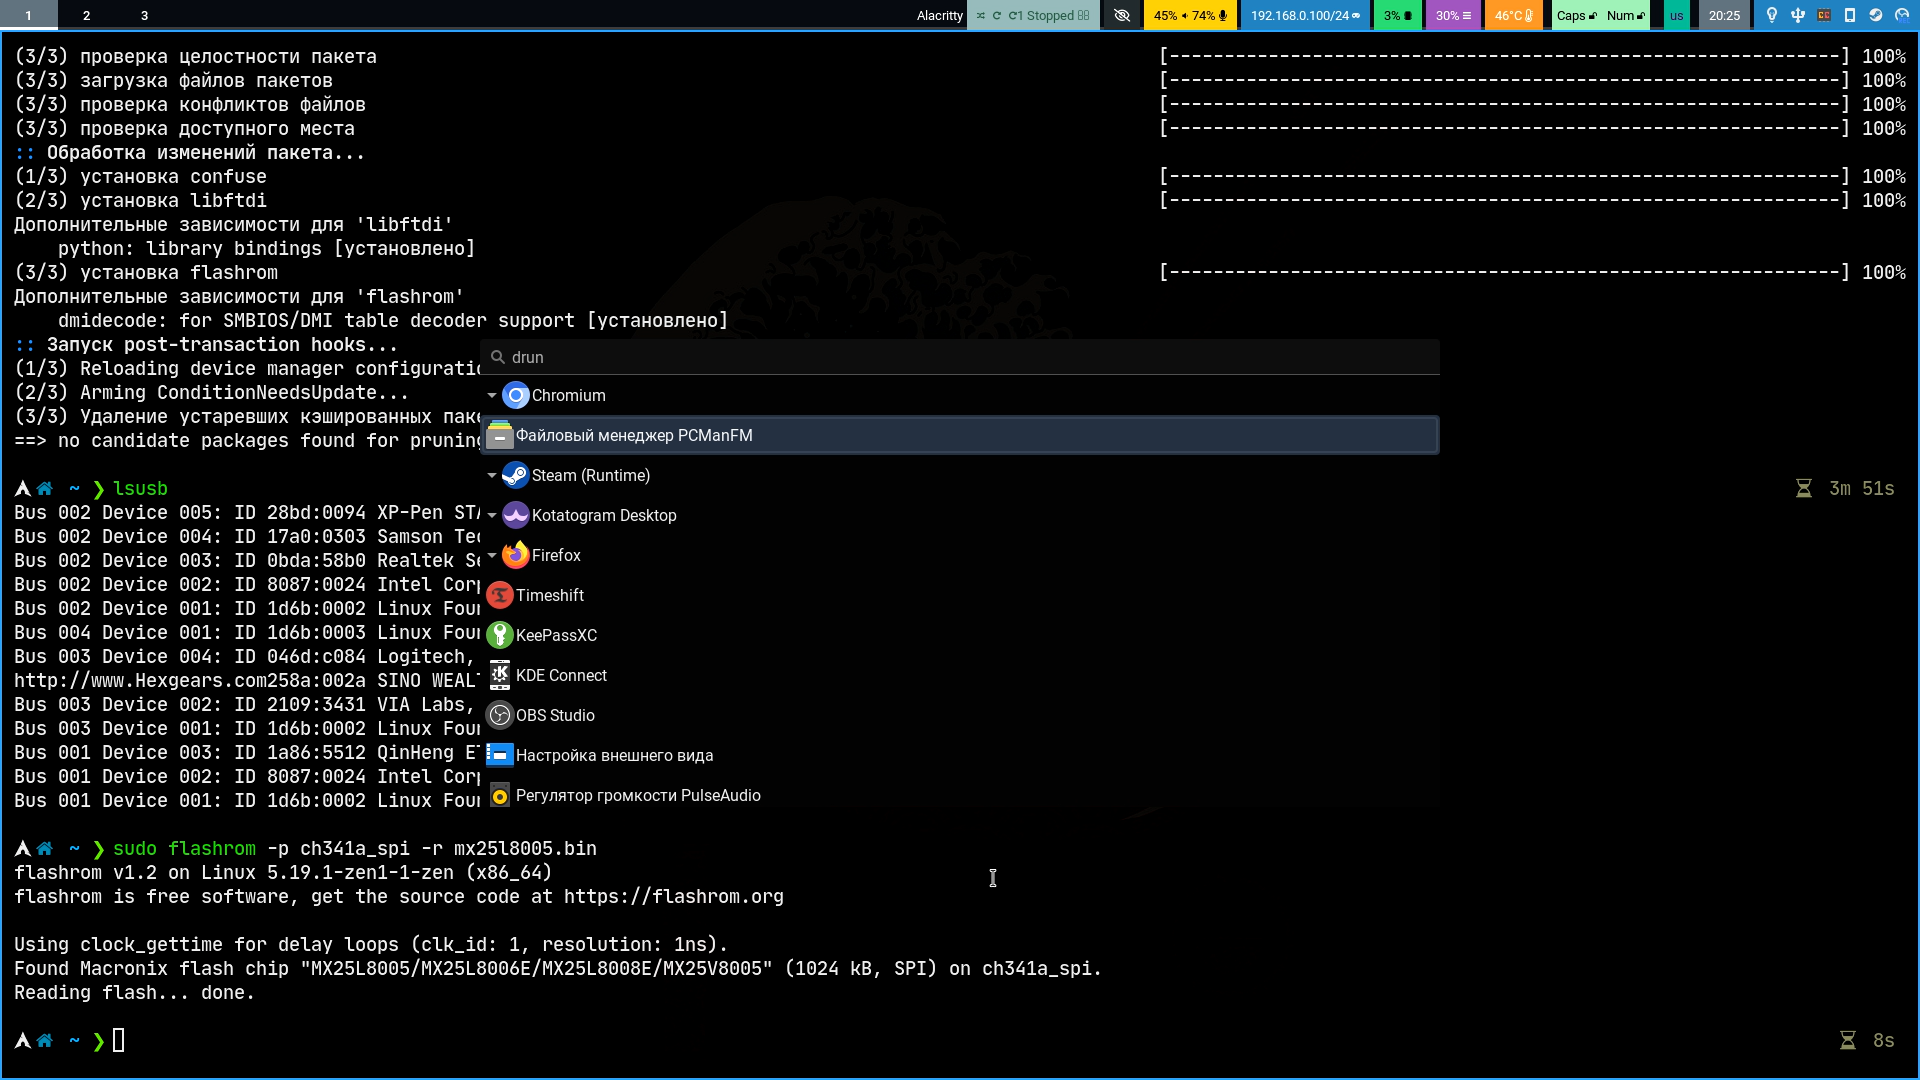 1 2 3 Alacritty 1 Stopped 45% 74% 192.168.0.100/24 3% 30% 46°C Caps Num us 20:25
(3/3) проверка целостности пакета [--------------------------------------------------------------] 100%
(3/3) загрузка файлов пакетов [--------------------------------------------------------------] 100%
(3/3) проверка конфликтов файлов [--------------------------------------------------------------] 100%
(3/3) проверка доступного места [--------------------------------------------------------------] 100%
:: Обработка изменений пакета...
(1/3) установка confuse [--------------------------------------------------------------] 100%
(2/3) установка libftdi [--------------------------------------------------------------] 100%
Дополнительные зависимости для 'libftdi'
python: library bindings [установлено]
(3/3) установка flashrom [--------------------------------------------------------------] 100%
Дополнительные зависимости для 'flashrom'
dmidecode: for SMBIOS/DMI table decoder support [установлено]
:: Запуск post-transaction hooks...
(1/3) Reloading device manager configuratio
(2/3) Arming ConditionNeedsUpdate...
(3/3) Удаление устаревших кэшированных паке
==> no candidate packages found for pruning
~ ❯ lsusb 3m 51s
Bus 002 Device 005: ID 28bd:0094 XP-Pen STA
Bus 002 Device 004: ID 17a0:0303 Samson Tec
Bus 002 Device 003: ID 0bda:58b0 Realtek Se
Bus 002 Device 002: ID 8087:0024 Intel Corp
Bus 002 Device 001: ID 1d6b:0002 Linux Foun
Bus 004 Device 001: ID 1d6b:0003 Linux Foun
Bus 003 Device 004: ID 046d:c084 Logitech,
http://www.Hexgears.com258a:002a SINO WEALT
Bus 003 Device 002: ID 2109:3431 VIA Labs,
Bus 003 Device 001: ID 1d6b:0002 Linux Foun
Bus 001 Device 003: ID 1a86:5512 QinHeng ET
Bus 001 Device 002: ID 8087:0024 Intel Corp
Bus 001 Device 001: ID 1d6b:0002 Linux Foun
drun
Chromium
Файловый менеджер PCManFM
Steam (Runtime)
Kotatogram Desktop
Firefox
Timeshift
KeePassXC
KDE Connect
OBS Studio
Настройка внешнего вида
Регулятор громкости PulseAudio
~ ❯ sudo flashrom -p ch341a_spi -r mx25l8005.bin
flashrom v1.2 on Linux 5.19.1-zen1-1-zen (x86_64)
flashrom is free software, get the source code at https://flashrom.org
Using clock_gettime for delay loops (clk_id: 1, resolution: 1ns).
Found Macronix flash chip "MX25L8005/MX25L8006E/MX25L8008E/MX25V8005" (1024 kB, SPI) on ch341a_spi.
Reading flash... done.
~ ❯ 8s